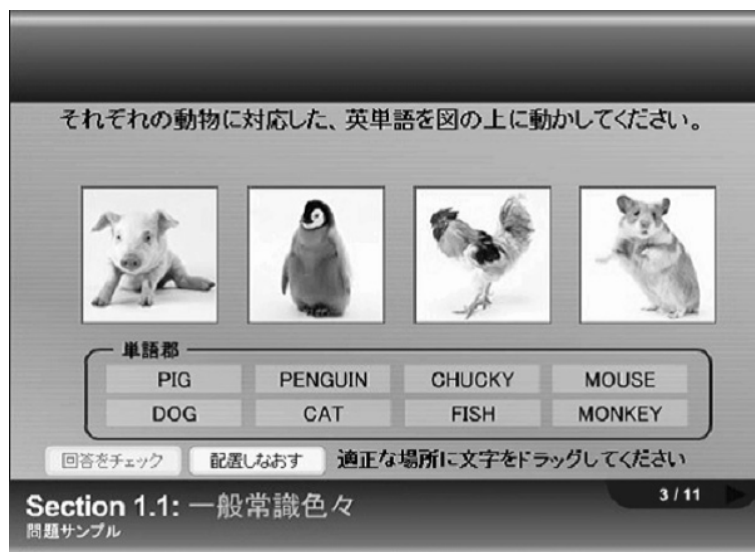 それぞれの動物に対応した、英単語を図の上に動かしてください。
単語郡
PIG PENGUIN CHUCKY MOUSE
DOG CAT FISH MONKEY
回答をチェック 配置しなおす 適正な場所に文字をドラッグしてください
3 / 11
Section 1.1: 一般常識色々
問題サンプル